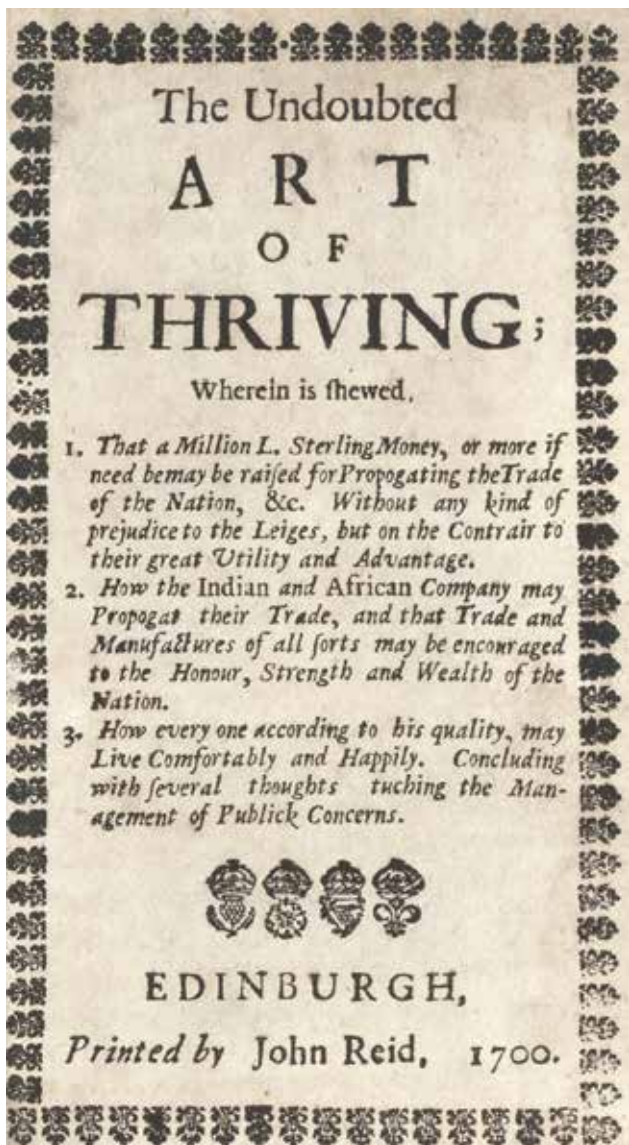 The Undoubted
ART
OF
THRIVING;
Wherein is ſhewed,
1. That a Million L. Sterling Money, or more if
need bemay be raiſed for Propogating the Trade
of the Nation, &c. Without any kind of
prejudice to the Leiges, but on the Contrair to
their great Utility and Advantage.
2. How the Indian and African Company may
Propogat their Trade, and that Trade and
Manufactures of all ſorts may be encouraged
to the Honour, Strength and Wealth of the
Nation.
3. How every one according to his quality, may
Live Comfortably and Happily. Concluding
with ſeveral thoughts tuching the Man-
agement of Publick Concerns.
EDINBURGH,
Printed by John Reid, 1700.